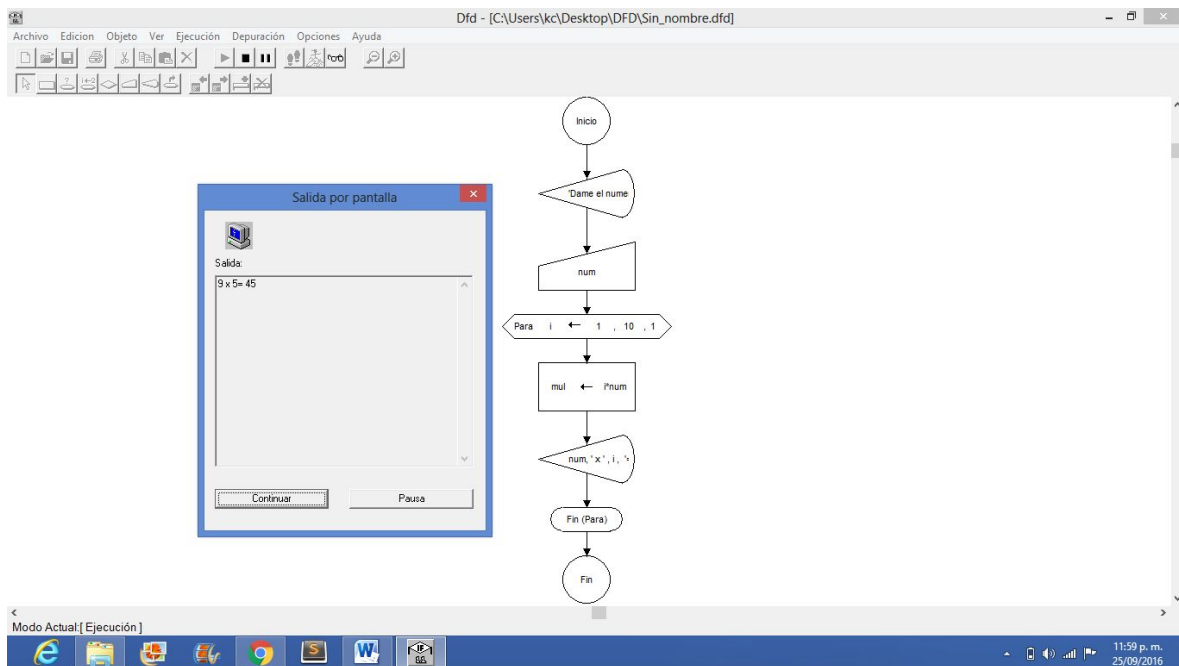 Dfd - [C:\Users\kc\Desktop\DFD\Sin_nombre.dfd]
Archivo Edicion Objeto Ver Ejecución Depuración Opciones Ayuda
Inicio
'Dame el nume
num
Para i ← 1 , 10 , 1
mul ← i*num
num, ' x ' , i , '=
Fin (Para)
Fin
Salida por pantalla
Salida:
9 x 5= 45
Continuar Pausa
Modo Actual:[ Ejecución ]
11:59 p. m.
25/09/2016